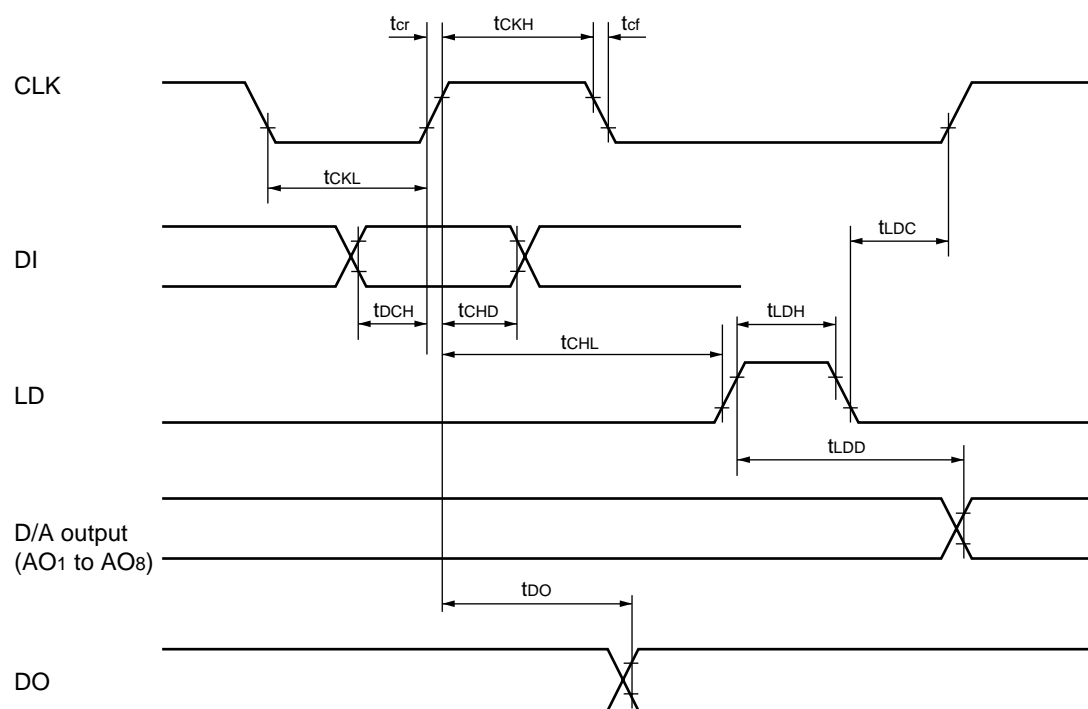 tcr
tCKH
tcf
CLK
tCKL
tLDC
DI
tDCH
tCHD
tLDH
tCHL
LD
tLDD
D/A output
(AO1 to AO8)
tDO
DO